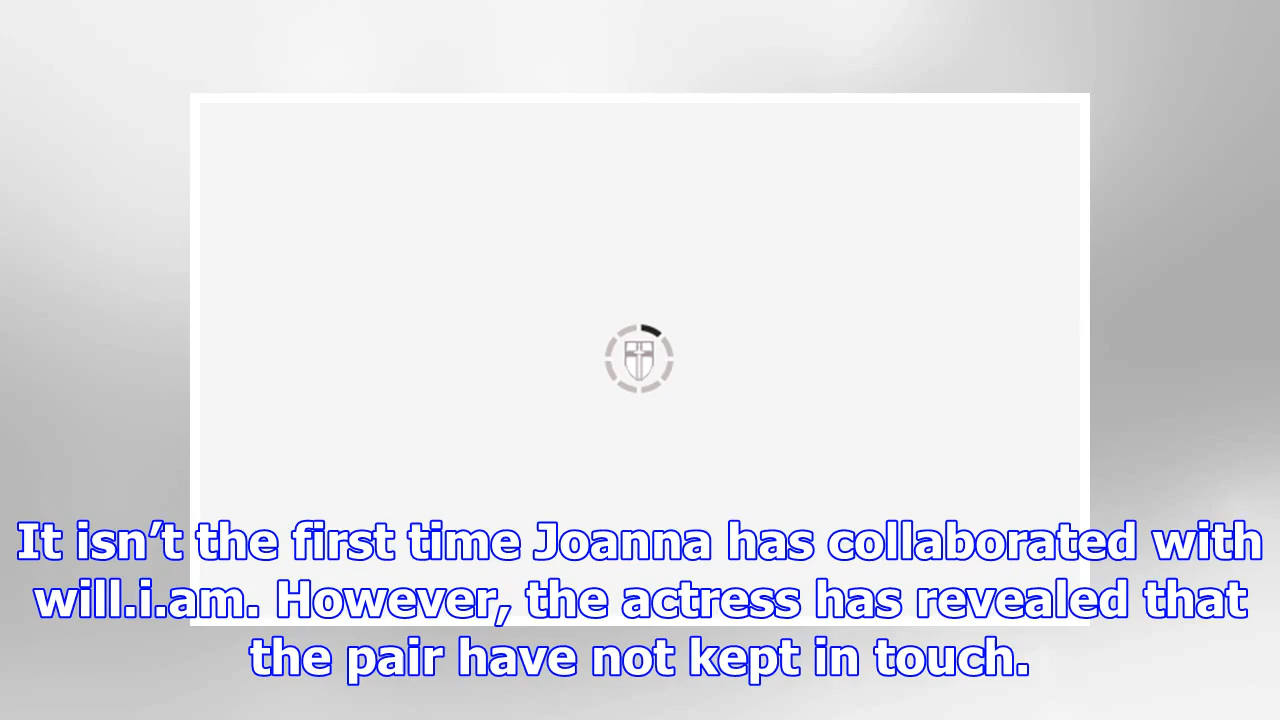 It isn’t the first time Joanna has collaborated with
will.i.am. However, the actress has revealed that
the pair have not kept in touch.